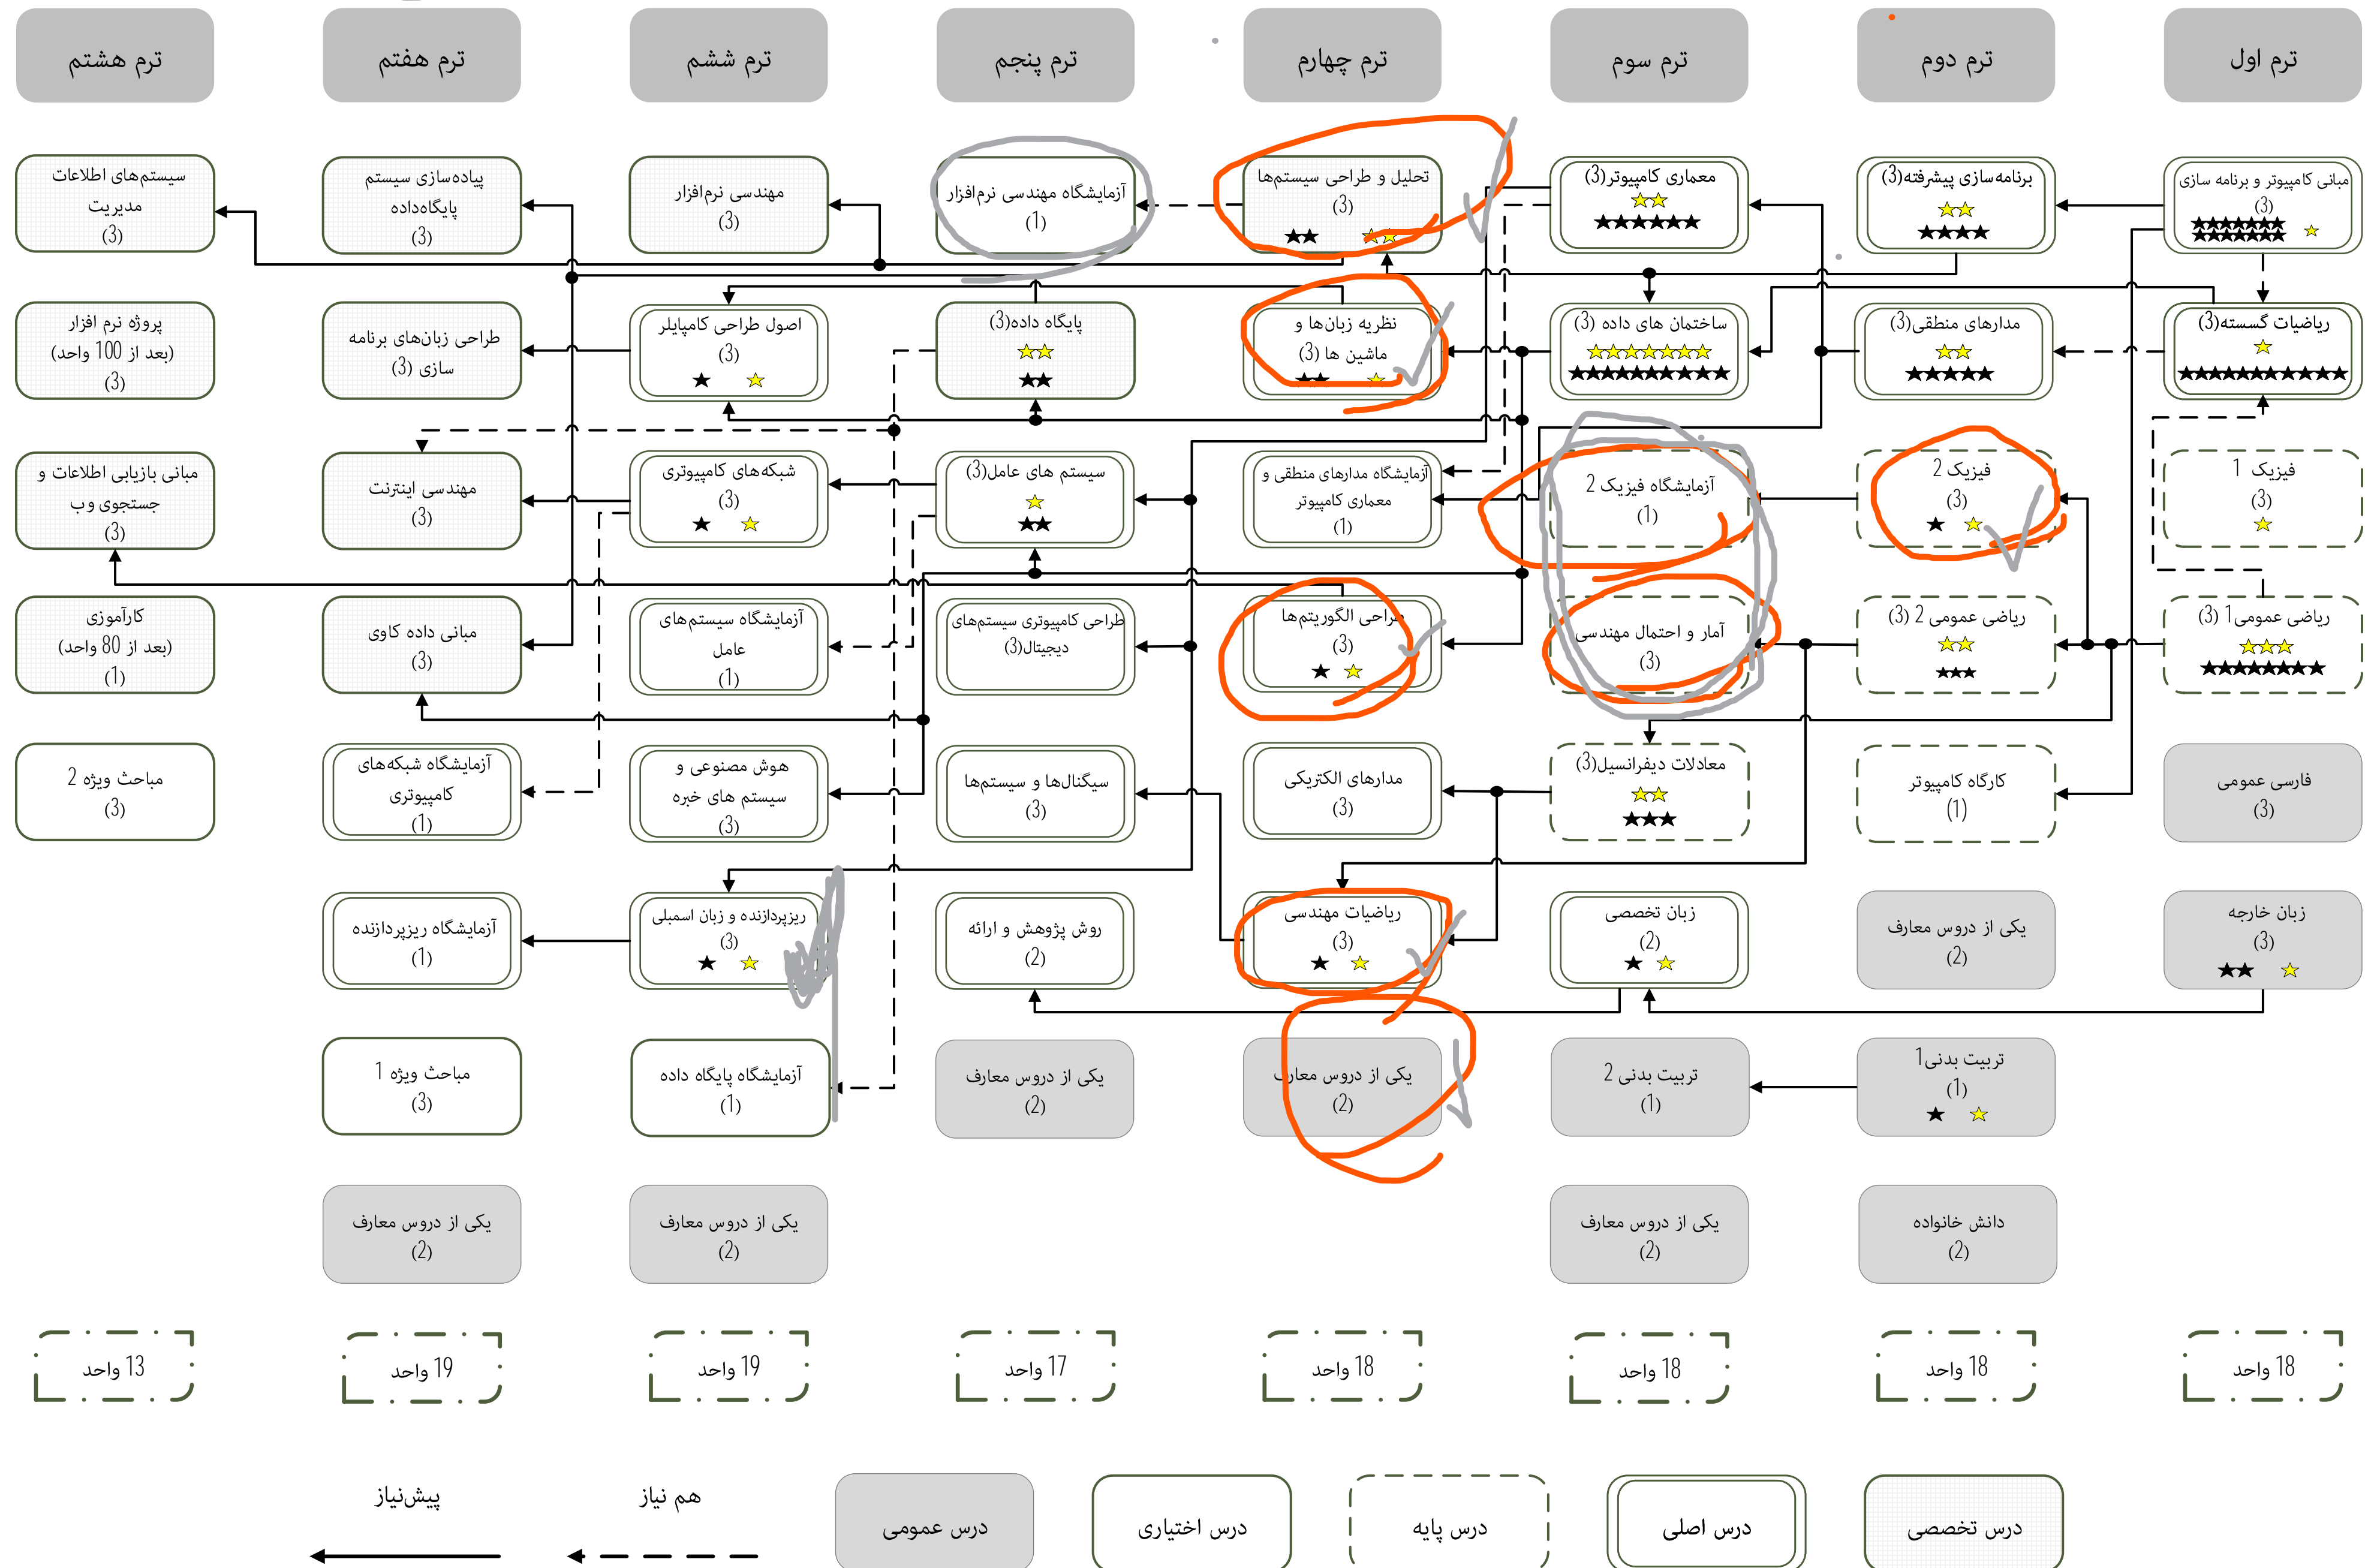 ترم اول
ترم دوم
ترم سوم
ترم چهارم
ترم پنجم
ترم ششم
ترم هفتم
ترم هشتم
مبانی کامپیوتر و برنامه سازی
(3)
برنامه‌سازی پیشرفته(3)
معماری کامپیوتر(3)
تحلیل و طراحی سیستم‌ها
(3)
آزمایشگاه مهندسی نرم‌افزار
(1)
مهندسی نرم‌افزار
(3)
پیاده‌سازی سیستم
پایگاه‌داده
(3)
سیستم‌های اطلاعات
مدیریت
(3)
ریاضیات گسسته(3)
مدارهای منطقی(3)
ساختمان های داده (3)
نظریه زبان‌ها و
ماشین ها (3)
پایگاه داده(3)
اصول طراحی کامپایلر
(3)
طراحی زبان‌های برنامه
سازی (3)
پروژه نرم افزار
(بعد از 100 واحد)
(3)
فیزیک 1
(3)
فیزیک 2
(3)
آزمایشگاه فیزیک 2
(1)
آزمایشگاه مدارهای منطقی و
معماری کامپیوتر
(1)
سیستم های عامل(3)
شبکه‌های کامپیوتری
(3)
مهندسی اینترنت
(3)
مبانی بازیابی اطلاعات و
جستجوی وب
(3)
ریاضی عمومی1 (3)
ریاضی عمومی 2 (3)
آمار و احتمال مهندسی
(3)
طراحی الگوریتم‌ها
(3)
طراحی کامپیوتری سیستم‌های
دیجیتال(3)
آزمایشگاه سیستم‌های
عامل
(1)
مبانی داده کاوی
(3)
کارآموزی
(بعد از 80 واحد)
(1)
فارسی عمومی
(3)
کارگاه کامپیوتر
(1)
معادلات دیفرانسیل(3)
مدارهای الکتریکی
(3)
سیگنال‌ها و سیستم‌ها
(3)
هوش مصنوعی و
سیستم های خبره
(3)
آزمایشگاه شبکه‌های
کامپیوتری
(1)
مباحث ویژه 2
(3)
زبان خارجه
(3)
یکی از دروس معارف
(2)
زبان تخصصی
(2)
ریاضیات مهندسی
(3)
روش پژوهش و ارائه
(2)
ریزپردازنده و زبان اسمبلی
(3)
آزمایشگاه ریزپردازنده
(1)
تربیت بدنی1
(1)
تربیت بدنی 2
(1)
یکی از دروس معارف
(2)
یکی از دروس معارف
(2)
آزمایشگاه پایگاه داده
(1)
مباحث ویژه 1
(3)
دانش خانواده
(2)
یکی از دروس معارف
(2)
یکی از دروس معارف
(2)
یکی از دروس معارف
(2)
18 واحد
18 واحد
18 واحد
18 واحد
17 واحد
19 واحد
19 واحد
13 واحد
درس تخصصی
درس اصلی
درس پایه
درس اختیاری
درس عمومی
هم نیاز
پیش‌نیاز